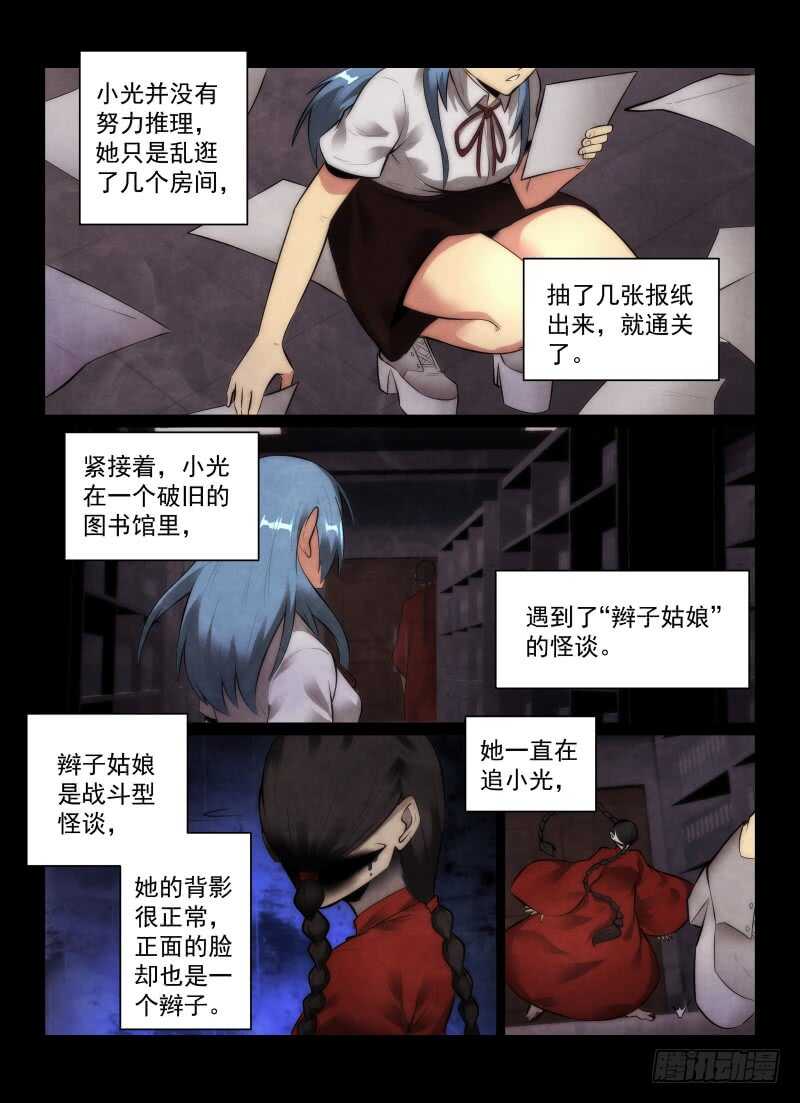 小光并没有
努力推理，
她只是乱逛
了几个房间，
抽了几张报纸
出来，就通关
了。
紧接着，小光
在一个破旧的
图书馆里，
遇到了“辫子姑娘”
的怪谈。
辫子姑娘
是战斗型
怪谈，
她的背影
很正常，
正面的脸
却也是一
个辫子。
她一直在
追小光，
腾讯动漫